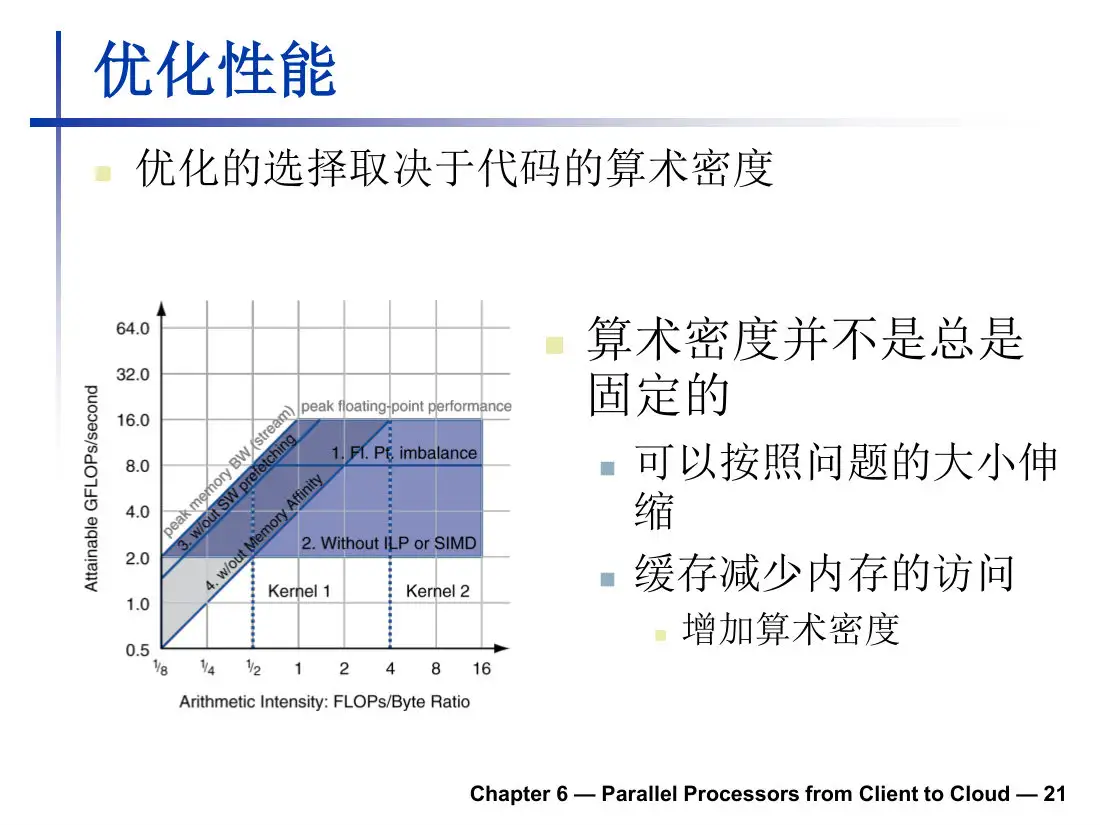 优化性能
优化的选择取决于代码的算术密度
64.0
32.0
16.0
8.0
4.0
2.0
1.0
0.5
Attainable GFLOPs/second
peak memory BW (stream)
3. w/out SW prefetching
4. w/out Memory Affinity
peak floating-point performance
1. Fl. Pt. imbalance
2. Without ILP or SIMD
Kernel 1
Kernel 2
1/8 1/4 1/2 1 2 4 8 16
Arithmetic Intensity: FLOPs/Byte Ratio
算术密度并不是总是
固定的
可以按照问题的大小伸
缩
缓存减少内存的访问
增加算术密度
Chapter 6 — Parallel Processors from Client to Cloud — 21